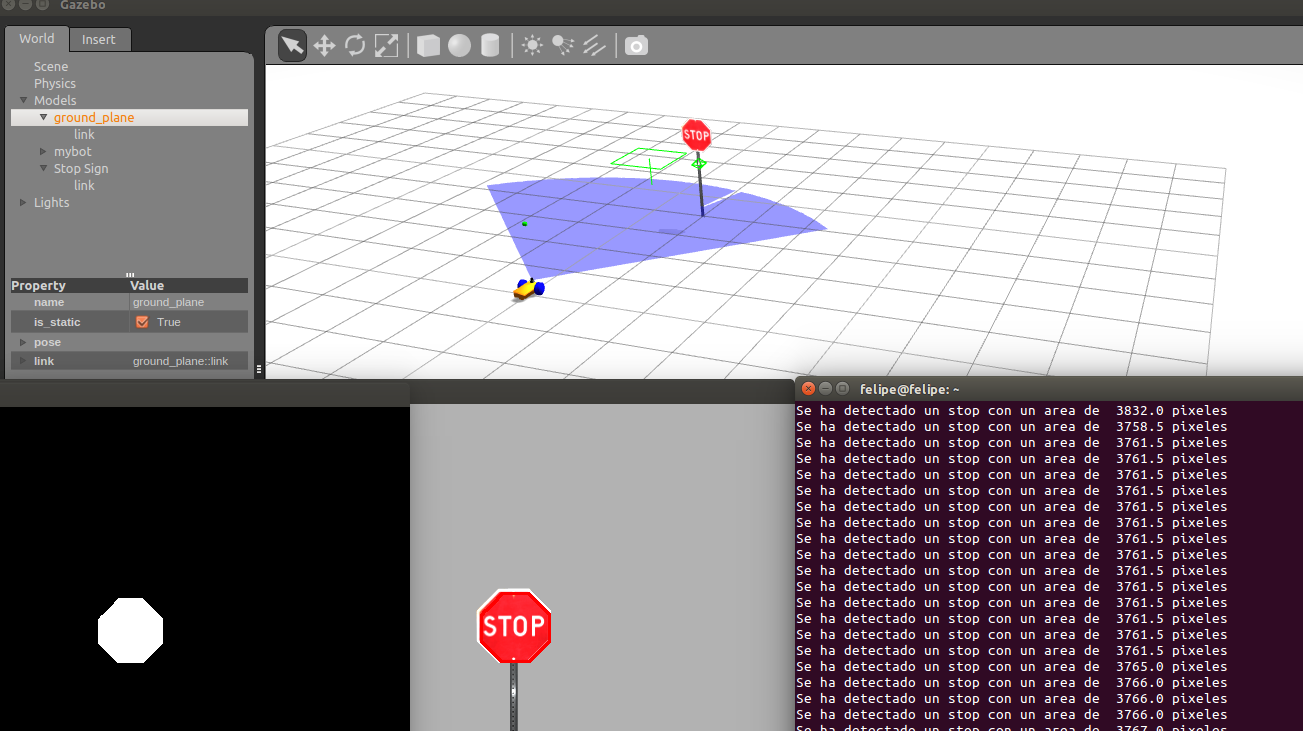 Gazebo
World Insert
Scene
Physics
Models
ground_plane
link
mybot
Stop Sign
link
Lights
Property Value
name ground_plane
is_static True
pose
link ground_plane::link
STOP
STOP
felipe@felipe: ~
Se ha detectado un stop con un area de  3832.0 pixeles
Se ha detectado un stop con un area de  3758.5 pixeles
Se ha detectado un stop con un area de  3761.5 pixeles
Se ha detectado un stop con un area de  3761.5 pixeles
Se ha detectado un stop con un area de  3761.5 pixeles
Se ha detectado un stop con un area de  3761.5 pixeles
Se ha detectado un stop con un area de  3761.5 pixeles
Se ha detectado un stop con un area de  3761.5 pixeles
Se ha detectado un stop con un area de  3761.5 pixeles
Se ha detectado un stop con un area de  3761.5 pixeles
Se ha detectado un stop con un area de  3761.5 pixeles
Se ha detectado un stop con un area de  3761.5 pixeles
Se ha detectado un stop con un area de  3761.5 pixeles
Se ha detectado un stop con un area de  3761.5 pixeles
Se ha detectado un stop con un area de  3761.5 pixeles
Se ha detectado un stop con un area de  3761.5 pixeles
Se ha detectado un stop con un area de  3765.0 pixeles
Se ha detectado un stop con un area de  3766.0 pixeles
Se ha detectado un stop con un area de  3766.0 pixeles
Se ha detectado un stop con un area de  3766.0 pixeles
Se ha detectado un stop con un area de  3767.0 pixeles